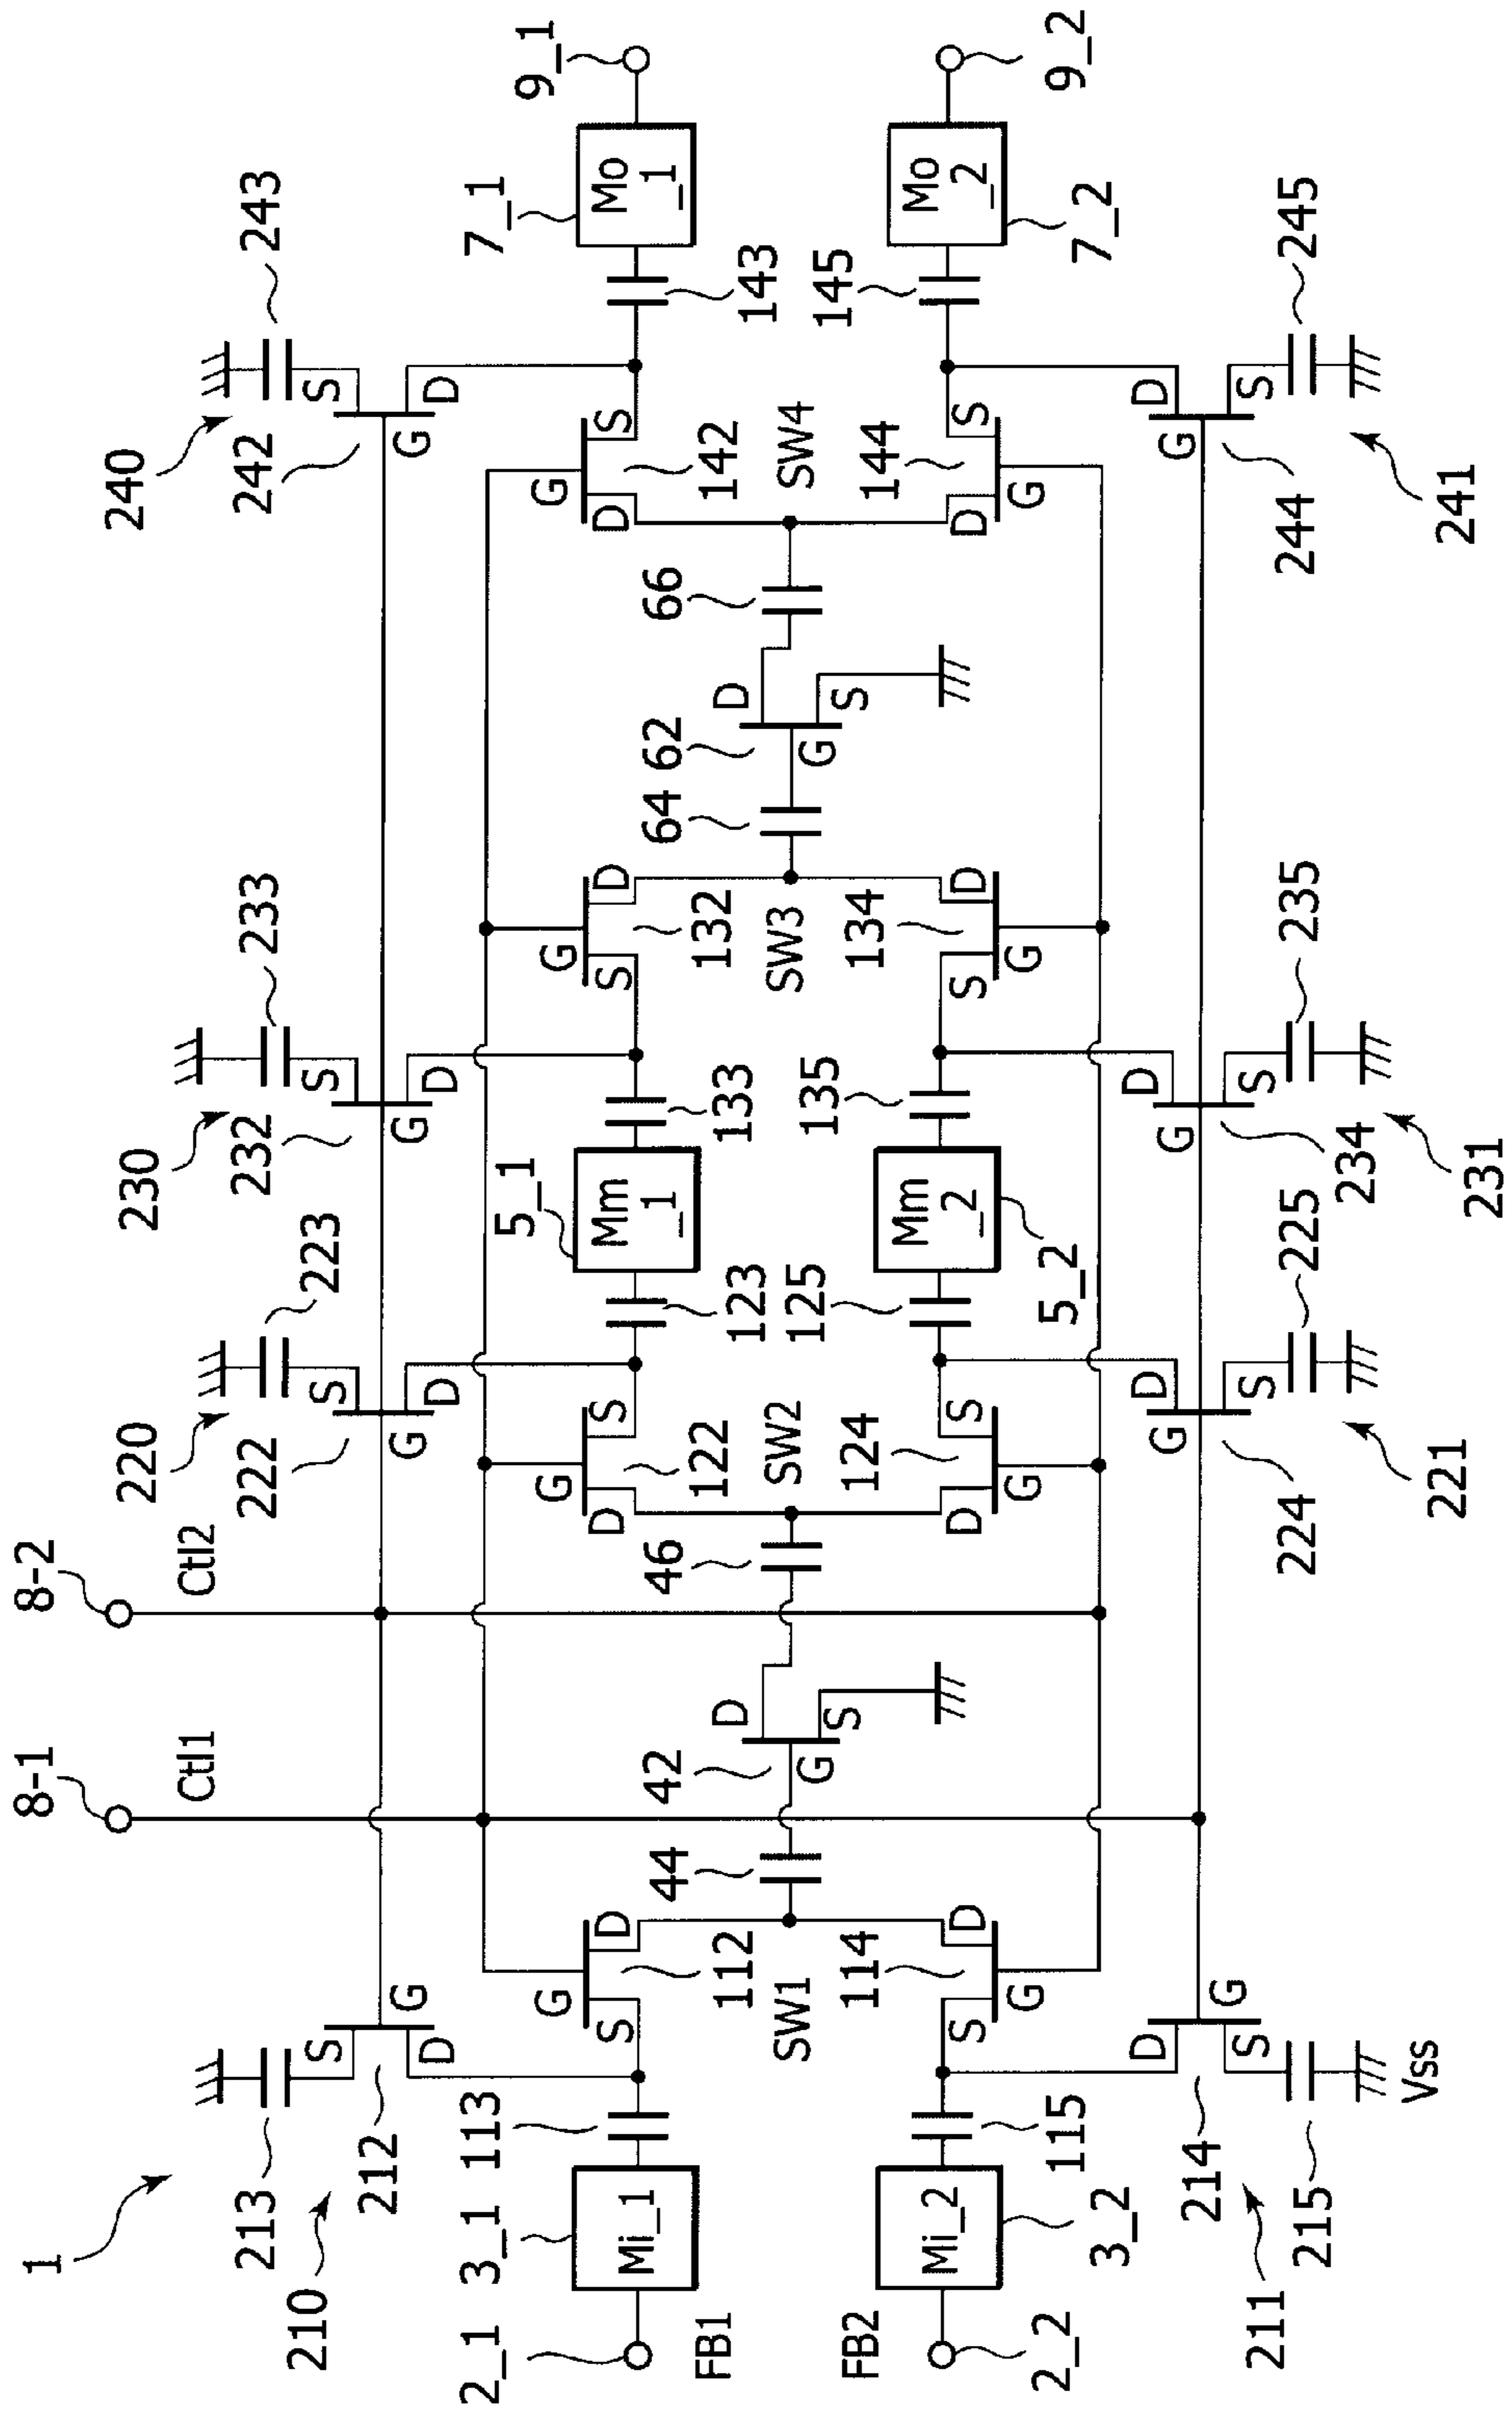 1
8-1
8-2
Ctl1
Ctl2
210
213
S
212
D
G
220
223
S
222
D
G
230
233
S
232
D
G
240
243
S
242
D
G
2_1
FB1
3_1
Mi_1
113
S
G
D
112
SW1
44
42
G
D
S
46
D
G
S
122
SW2
123
5_1
Mm
_1
133
S
G
D
132
SW3
64
62
G
D
S
66
D
G
S
142
SW4
143
7_1
Mo
_1
9_1
FB2
2_2
Mi_2
3_2
115
S
G
D
114
D
G
S
124
125
Mm
_2
5_2
135
S
G
D
134
D
G
S
144
145
Mo
_2
7_2
9_2
D
G
S
214
215
211
Vss
D
G
S
224
225
221
D
G
S
234
235
231
D
G
S
244
245
241